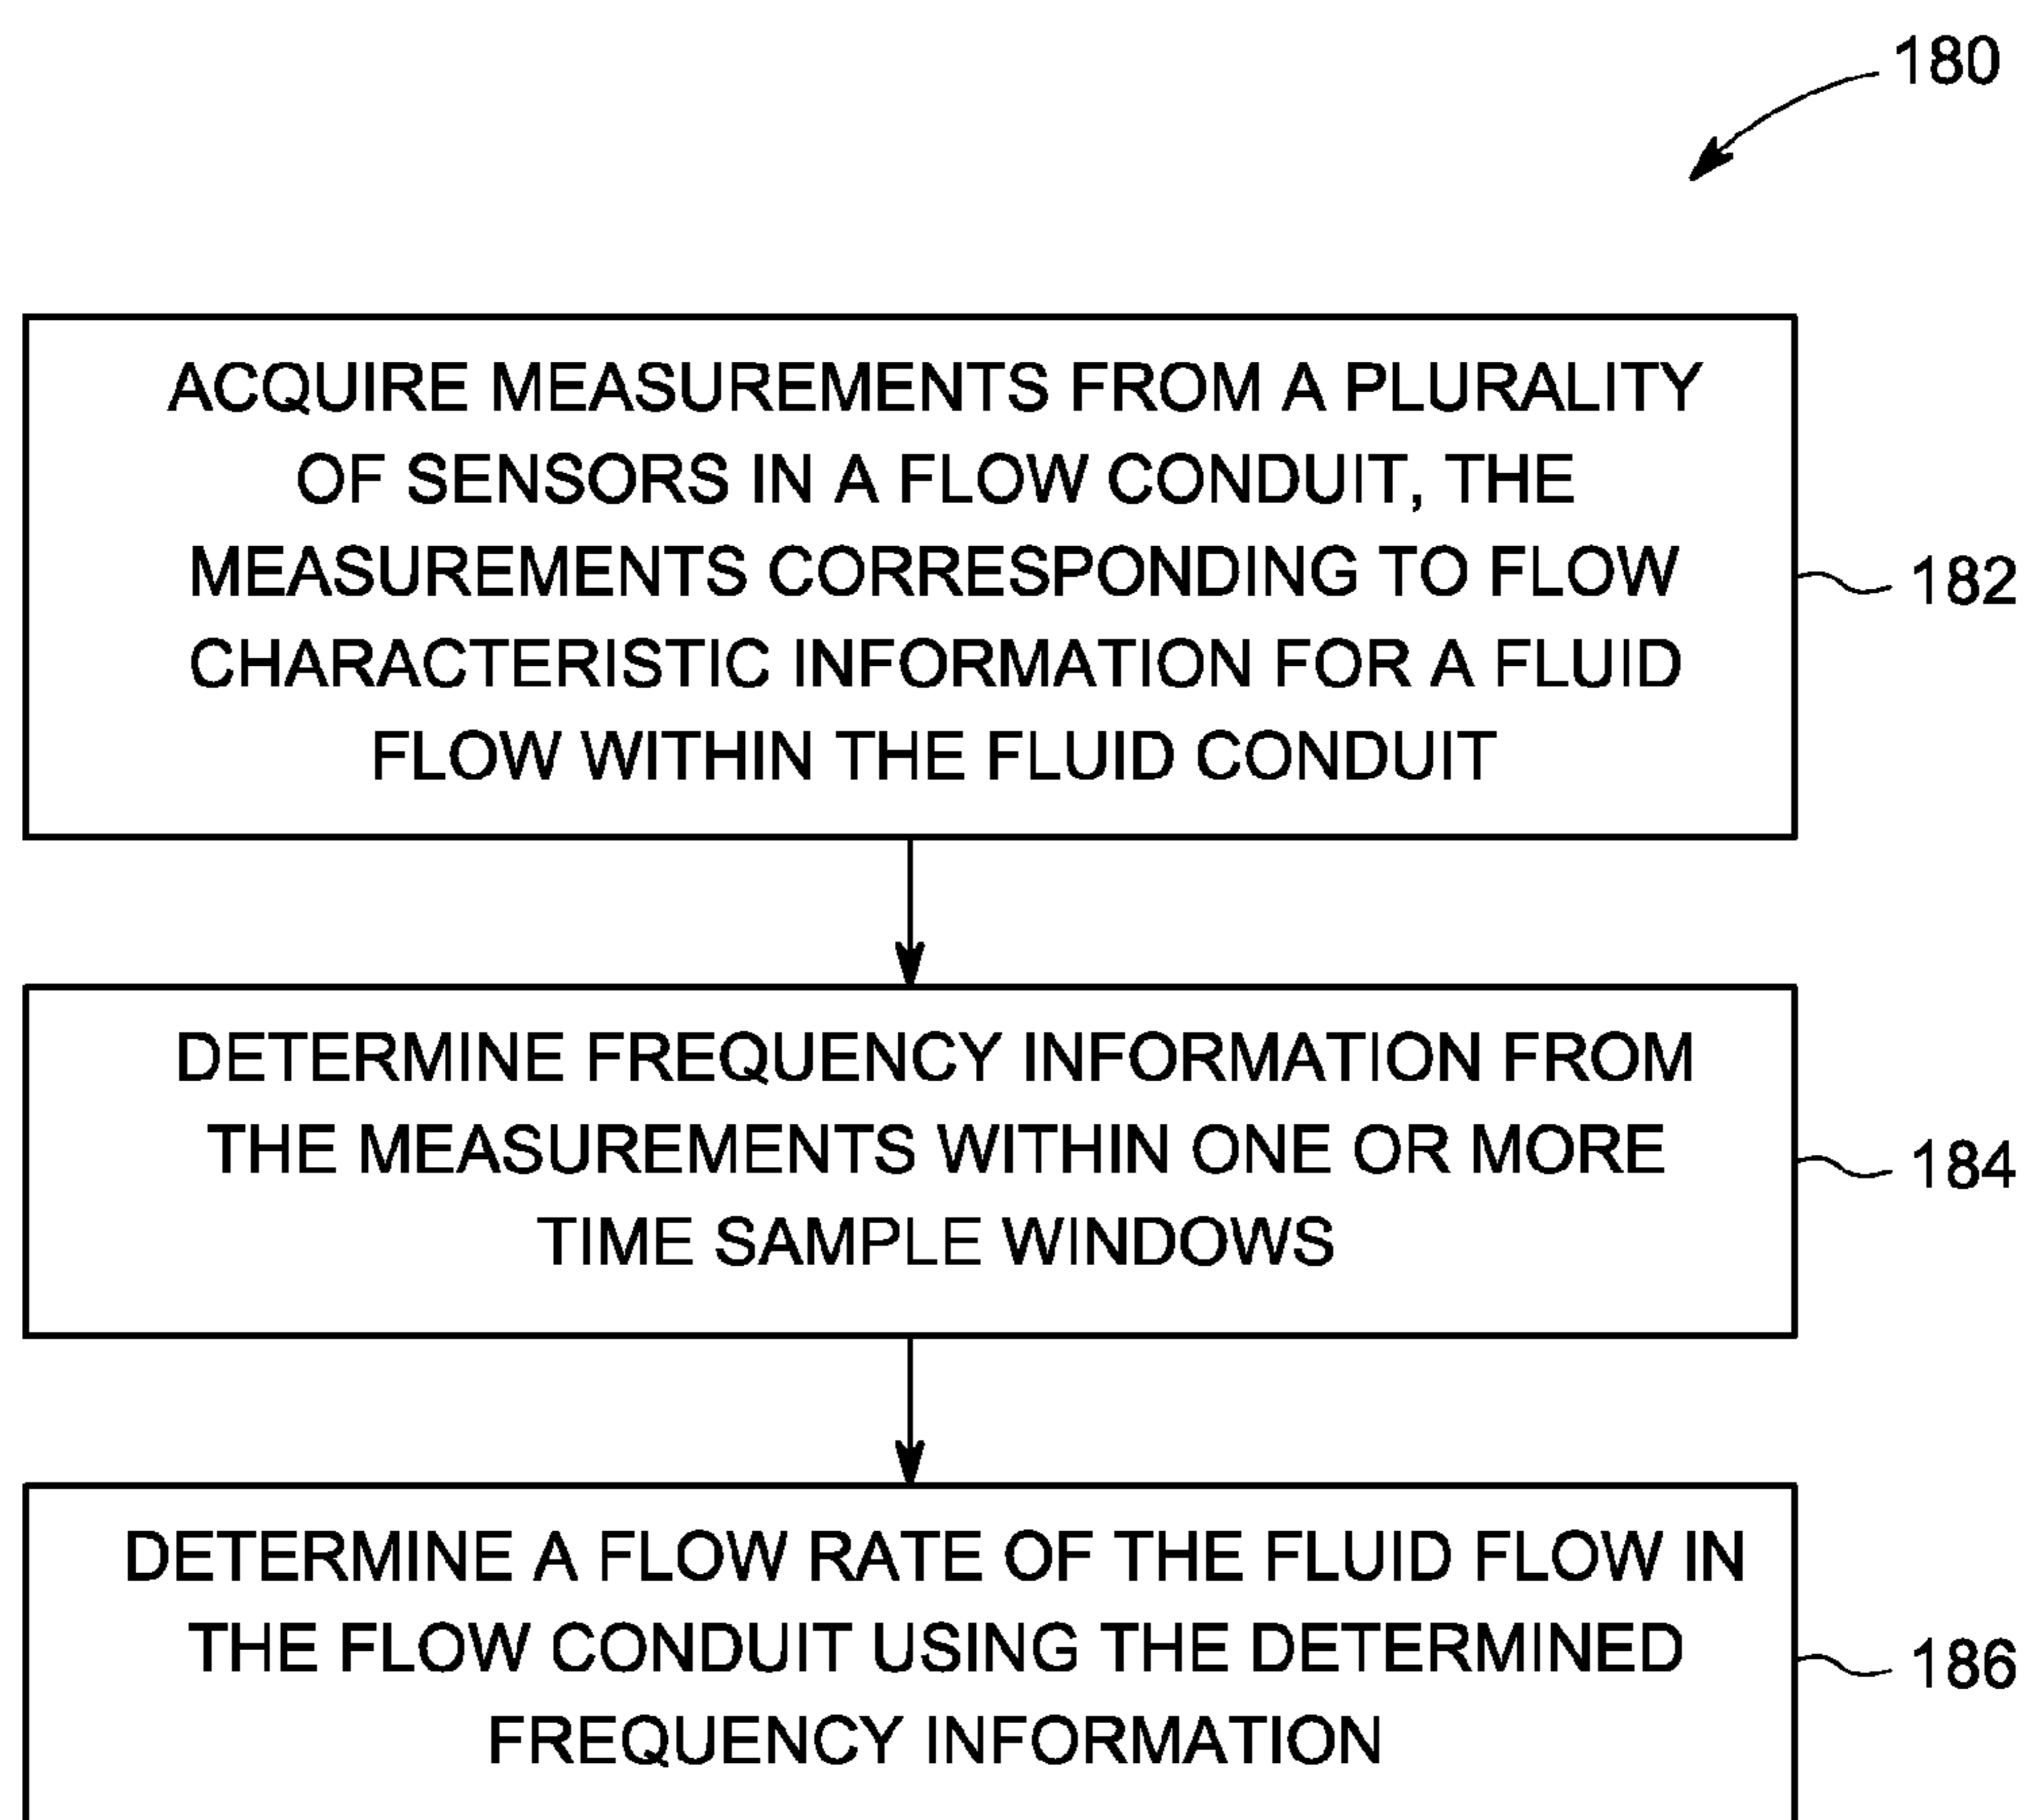 180
ACQUIRE MEASUREMENTS FROM A PLURALITY
OF SENSORS IN A FLOW CONDUIT, THE
MEASUREMENTS CORRESPONDING TO FLOW
CHARACTERISTIC INFORMATION FOR A FLUID
FLOW WITHIN THE FLUID CONDUIT
182
DETERMINE FREQUENCY INFORMATION FROM
THE MEASUREMENTS WITHIN ONE OR MORE
TIME SAMPLE WINDOWS
184
DETERMINE A FLOW RATE OF THE FLUID FLOW IN
THE FLOW CONDUIT USING THE DETERMINED
FREQUENCY INFORMATION
186